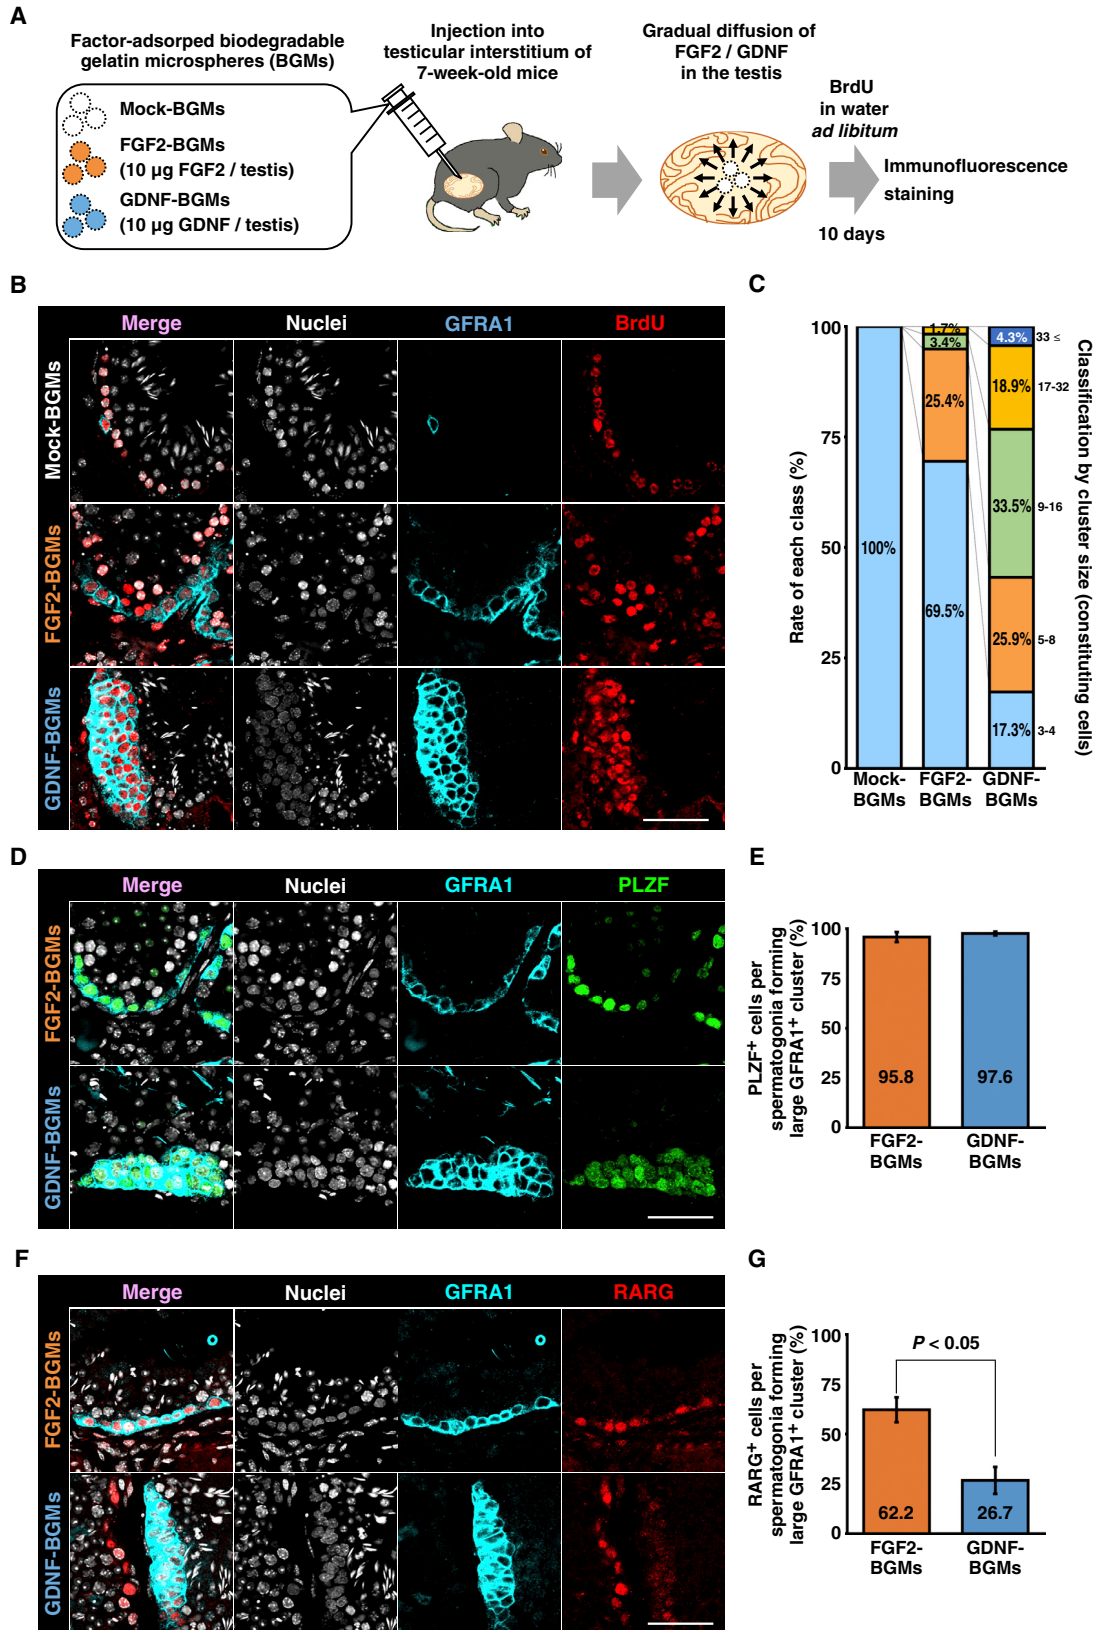 A
Factor-adsorped biodegradable
gelatin microspheres (BGMs)
Mock-BGMs
FGF2-BGMs
(10 µg FGF2 / testis)
GDNF-BGMs
(10 µg GDNF / testis)
Injection into
testicular interstitium of
7-week-old mice
Gradual diffusion of
FGF2 / GDNF
in the testis
BrdU
in water
ad libitum
10 days
Immunofluorescence
staining
B
Merge
Nuclei
GFRA1
BrdU
Mock-BGMs
FGF2-BGMs
GDNF-BGMs
C
Rate of each class (%)
100
75
50
25
0
100%
1.7%
3.4%
25.4%
69.5%
4.3%
18.9%
33.5%
25.9%
17.3%
33 ≤
17-32
9-16
5-8
3-4
Classification by cluster size (constituting cells)
Mock-
BGMs
FGF2-
BGMs
GDNF-
BGMs
D
Merge
Nuclei
GFRA1
PLZF
FGF2-BGMs
GDNF-BGMs
E
PLZF⁺ cells per
spermatogonia forming
large GFRA1⁺ cluster (%)
100
75
50
25
0
95.8
97.6
FGF2-
BGMs
GDNF-
BGMs
F
Merge
Nuclei
GFRA1
RARG
FGF2-BGMs
GDNF-BGMs
G
RARG⁺ cells per
spermatogonia forming
large GFRA1⁺ cluster (%)
100
75
50
25
0
P < 0.05
62.2
26.7
FGF2-
BGMs
GDNF-
BGMs